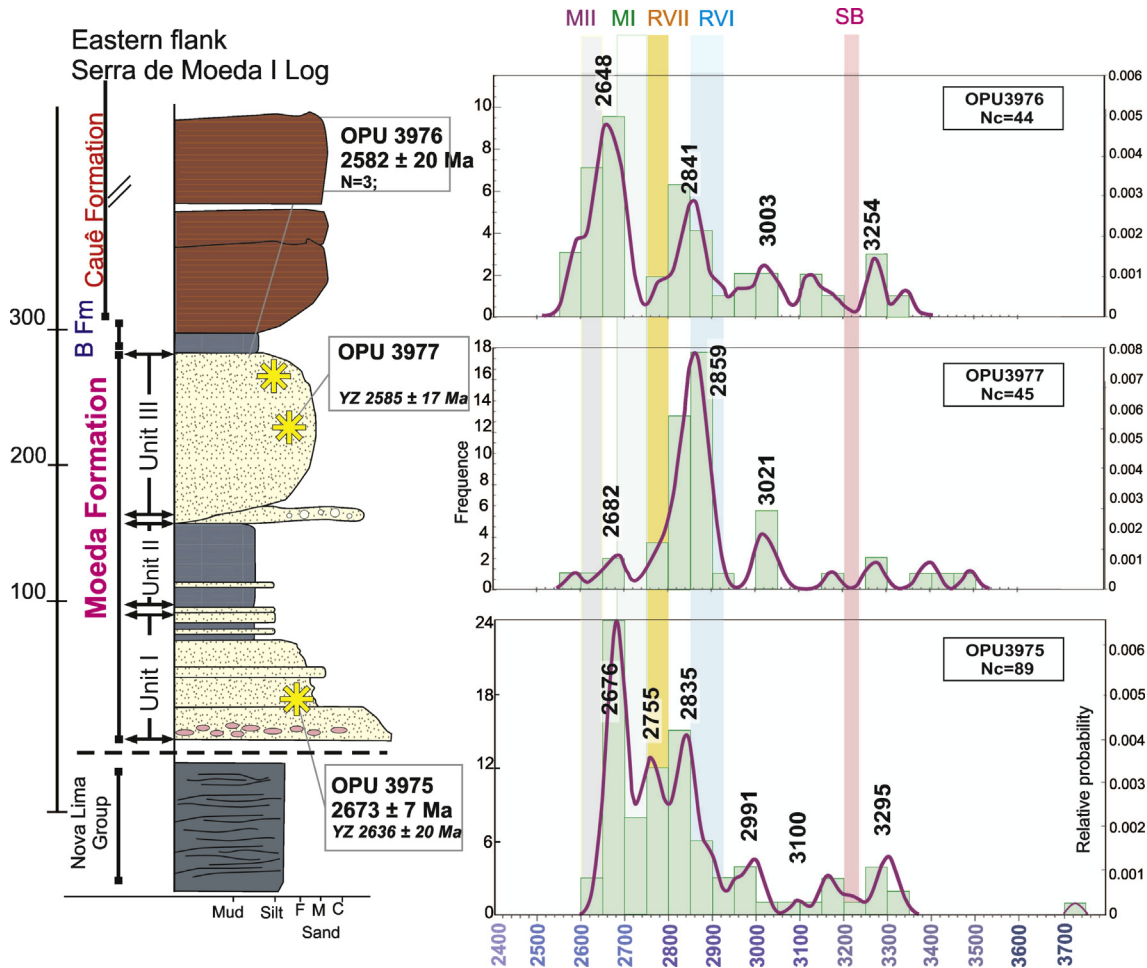 Eastern flank
Serra de Moeda I Log
Cauê Formation
B Fm
Moeda Formation
Nova Lima
Group
Unit III
Unit II
Unit I
300
200
100
OPU 3976
2582 ± 20 Ma
N=3;
OPU 3977
YZ 2585 ± 17 Ma
OPU 3975
2673 ± 7 Ma
YZ 2636 ± 20 Ma
Mud Silt F M C
Sand
MII MI RVII RVI SB
OPU3976
Nc=44
2648
2841
3003
3254
10
8
6
4
2
0
0.006
0.005
0.004
0.003
0.002
0.001
0
OPU3977
Nc=45
2682
2859
3021
Frequence
18
16
14
12
18
8
6
4
2
0
0.008
0.007
0.006
0.005
0.004
0.003
0.002
0.001
0
OPU3975
Nc=89
2676
2755
2835
2991
3100
3295
24
18
12
6
0
0.006
0.005
0.004
0.003
0.002
0.001
0
Relative probability
2400 2500 2600 2700 2800 2900 3100 3200 3300 3400 3500 3600 3700